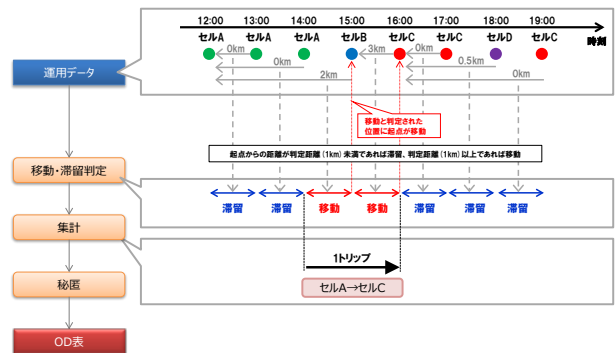 12:00 13:00 14:00 15:00 16:00 17:00 18:00 19:00
セルA セルA セルA セルB セルC セルC セルD セルC
時刻
0km 3km 0km
0km 0.5km
2km 0km
運用データ
移動と判定された
位置に起点が移動
起点からの距離が判定距離(1km)未満であれば滞留、判定距離(1km)以上であれば移動
移動・滞留判定
滞留 滞留 移動 移動 滞留 滞留 滞留
集計
1トリップ
セルA→セルC
秘匿
OD表